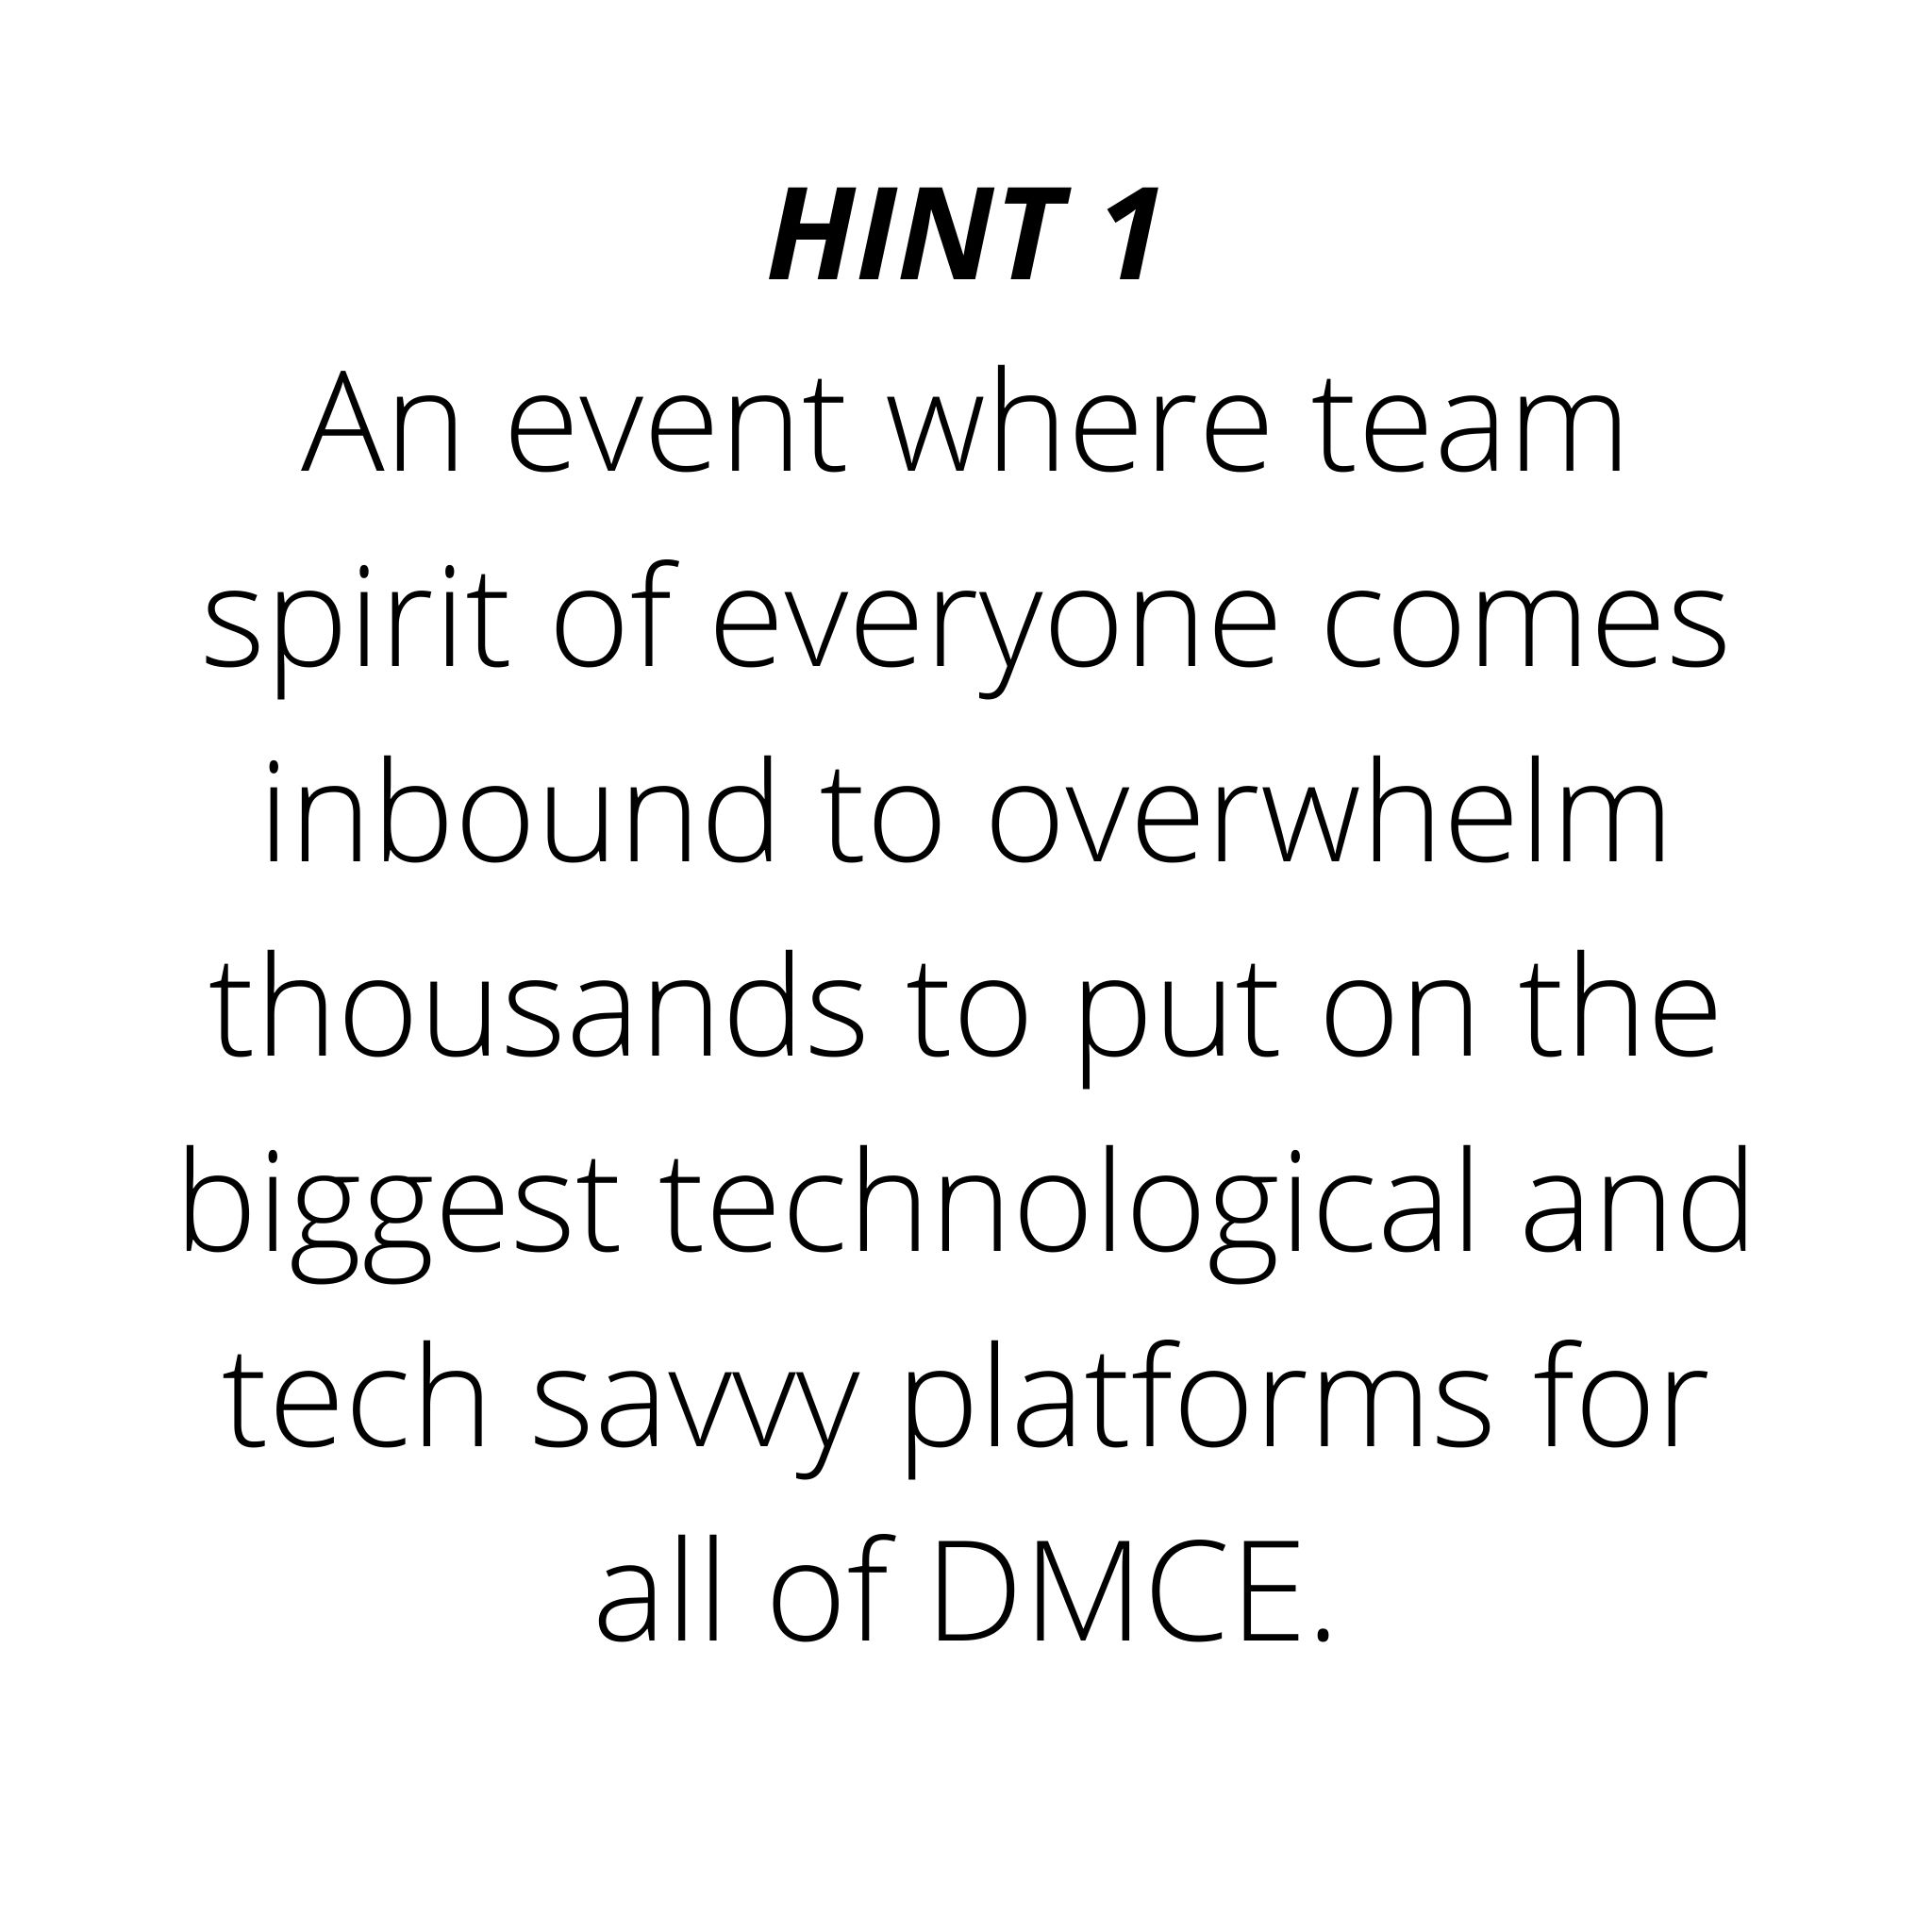 HINT 1
An event where team
spirit of everyone comes
inbound to overwhelm
thousands to put on the
biggest technological and
tech savvy platforms for
all of DMCE.